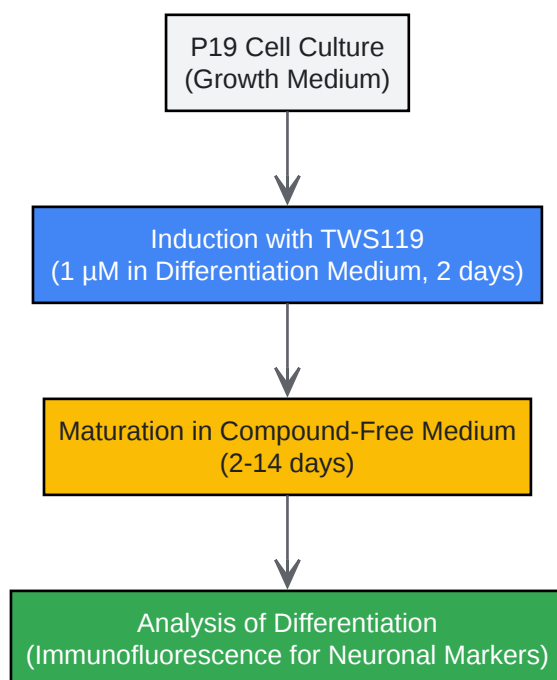 P19 Cell Culture
(Growth Medium)
Induction with TWS119
(1 µM in Differentiation Medium, 2 days)
Maturation in Compound-Free Medium
(2-14 days)
Analysis of Differentiation
(Immunofluorescence for Neuronal Markers)